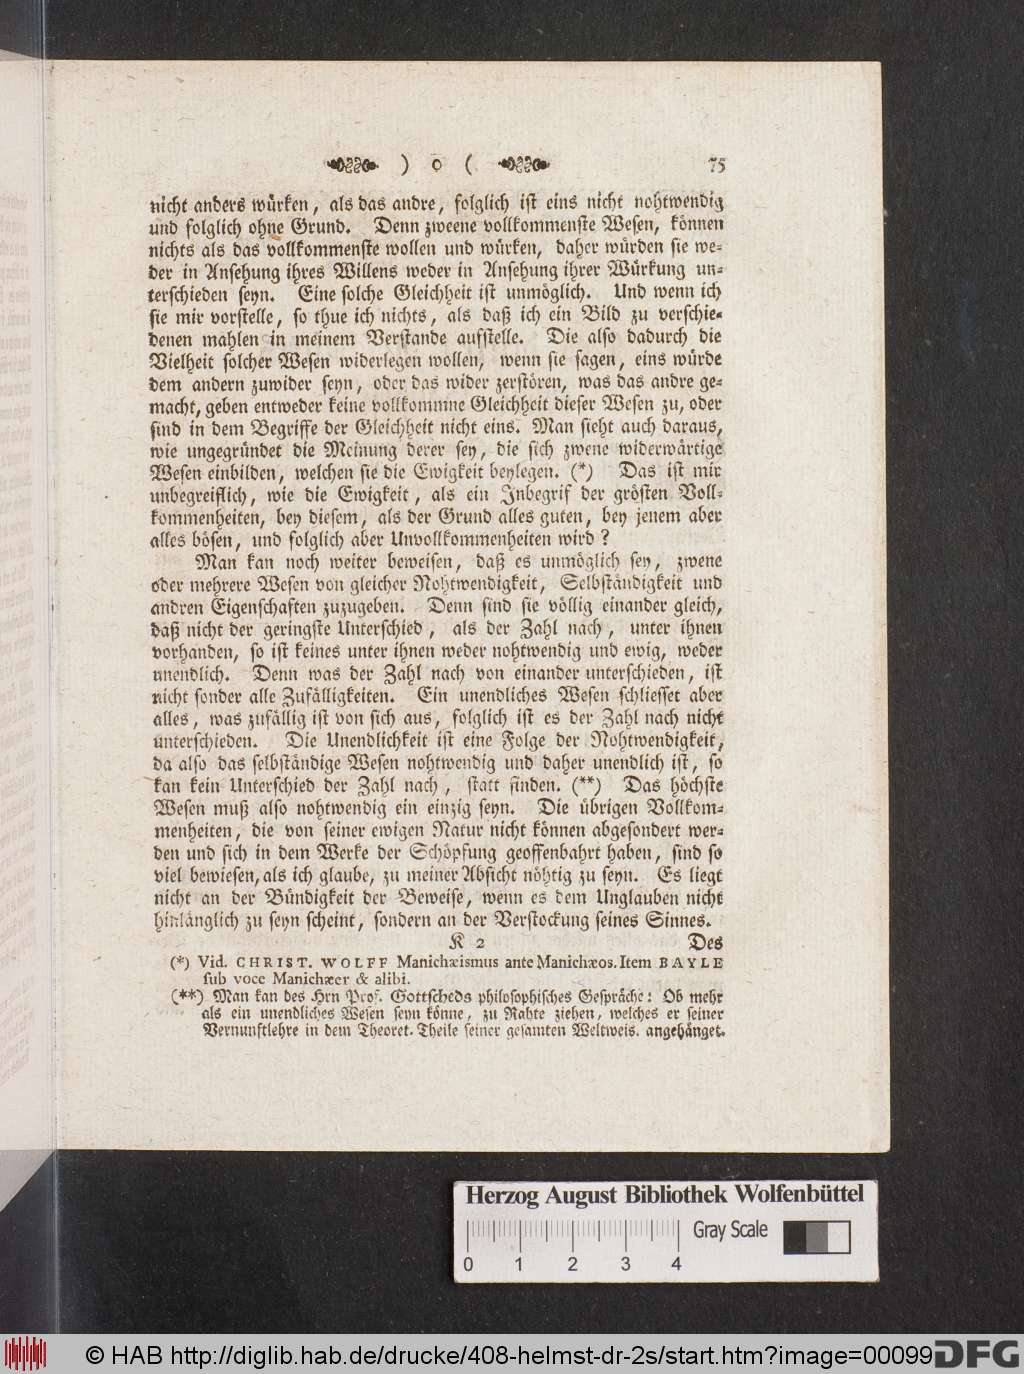 ) o ( 75
nicht anders würken, als das andre, folglich ist eins nicht nohtwendig
und folglich ohne Grund. Denn zweene vollkommenste Wesen, können
nichts als das vollkommenste wollen und würken, daher würden sie we-
der in Ansehung ihres Willens weder in Ansehung ihrer Würkung un-
terschieden seyn. Eine solche Gleichheit ist unmöglich. Und wenn ich
sie mir vorstelle, so thue ich nichts, als daß ich ein Bild zu verschie-
denen mahlen in meinem Verstande aufstelle. Die also dadurch die
Vielheit solcher Wesen widerlegen wollen, wenn sie sagen, eins würde
dem andern zuwider seyn, oder das wider zerstören, was das andre ge-
macht, geben entweder keine vollkommne Gleichheit dieser Wesen zu, oder
sind in dem Begriffe der Gleichheit nicht eins. Man sieht auch daraus,
wie ungegründet die Meinung derer sey, die sich zwene widerwärtige
Wesen einbilden, welchen sie die Ewigkeit beylegen. (*) Das ist mir
unbegreiflich, wie die Ewigkeit, als ein Inbegrif der grösten Voll-
kommenheiten, bey diesem, als der Grund alles guten, bey jenem aber
alles bösen, und folglich aber Unvollkommenheiten wird?
Man kan noch weiter beweisen, daß es unmöglich sey, zwene
oder mehrere Wesen von gleicher Nohtwendigkeit, Selbständigkeit und
andren Eigenschaften zuzugeben. Denn sind sie völlig einander gleich,
daß nicht der geringste Unterschied, als der Zahl nach, unter ihnen
vorhanden, so ist keines unter ihnen weder nohtwendig und ewig, weder
unendlich. Denn was der Zahl nach von einander unterschieden, ist
nicht sonder alle Zufälligkeiten. Ein unendliches Wesen schliesset aber
alles, was zufällig ist von sich aus, folglich ist es der Zahl nach nicht
unterschieden. Die Unendlichkeit ist eine Folge der Nohtwendigkeit,
da also das selbständige Wesen nohtwendig und daher unendlich ist, so
kan kein Unterschied der Zahl nach, statt finden. (**) Das höchste
Wesen muß also nohtwendig ein einzig seyn. Die übrigen Vollkom-
menheiten, die von seiner ewigen Natur nicht können abgesondert wer-
den und sich in dem Werke der Schöpfung geoffenbahrt haben, sind so
viel bewiesen, als ich glaube, zu meiner Absicht nöhtig zu seyn. Es liegt
nicht an der Bündigkeit der Beweise, wenn es dem Unglauben nicht
hinlänglich zu seyn scheint, sondern an der Verstockung seines Sinnes.
K 2 Des
(*) Vid. CHRIST. WOLFF Manichæismus ante Manichæos. Item BAYLE
sub voce Manichæer & alibi.
(**) Man kan des Hrn Prof. Gottscheds philosophisches Gespräche: Ob mehr
als ein unendliches Wesen seyn könne, zu Rahte ziehen, welches er seiner
Vernunftlehre in dem Theoret. Theile seiner gesamten Weltweis. angehänget.
Herzog August Bibliothek Wolfenbüttel
Gray Scale
0 1 2 3 4
© HAB http://diglib.hab.de/drucke/408-helmst-dr-2s/start.htm?image=00099
DFG